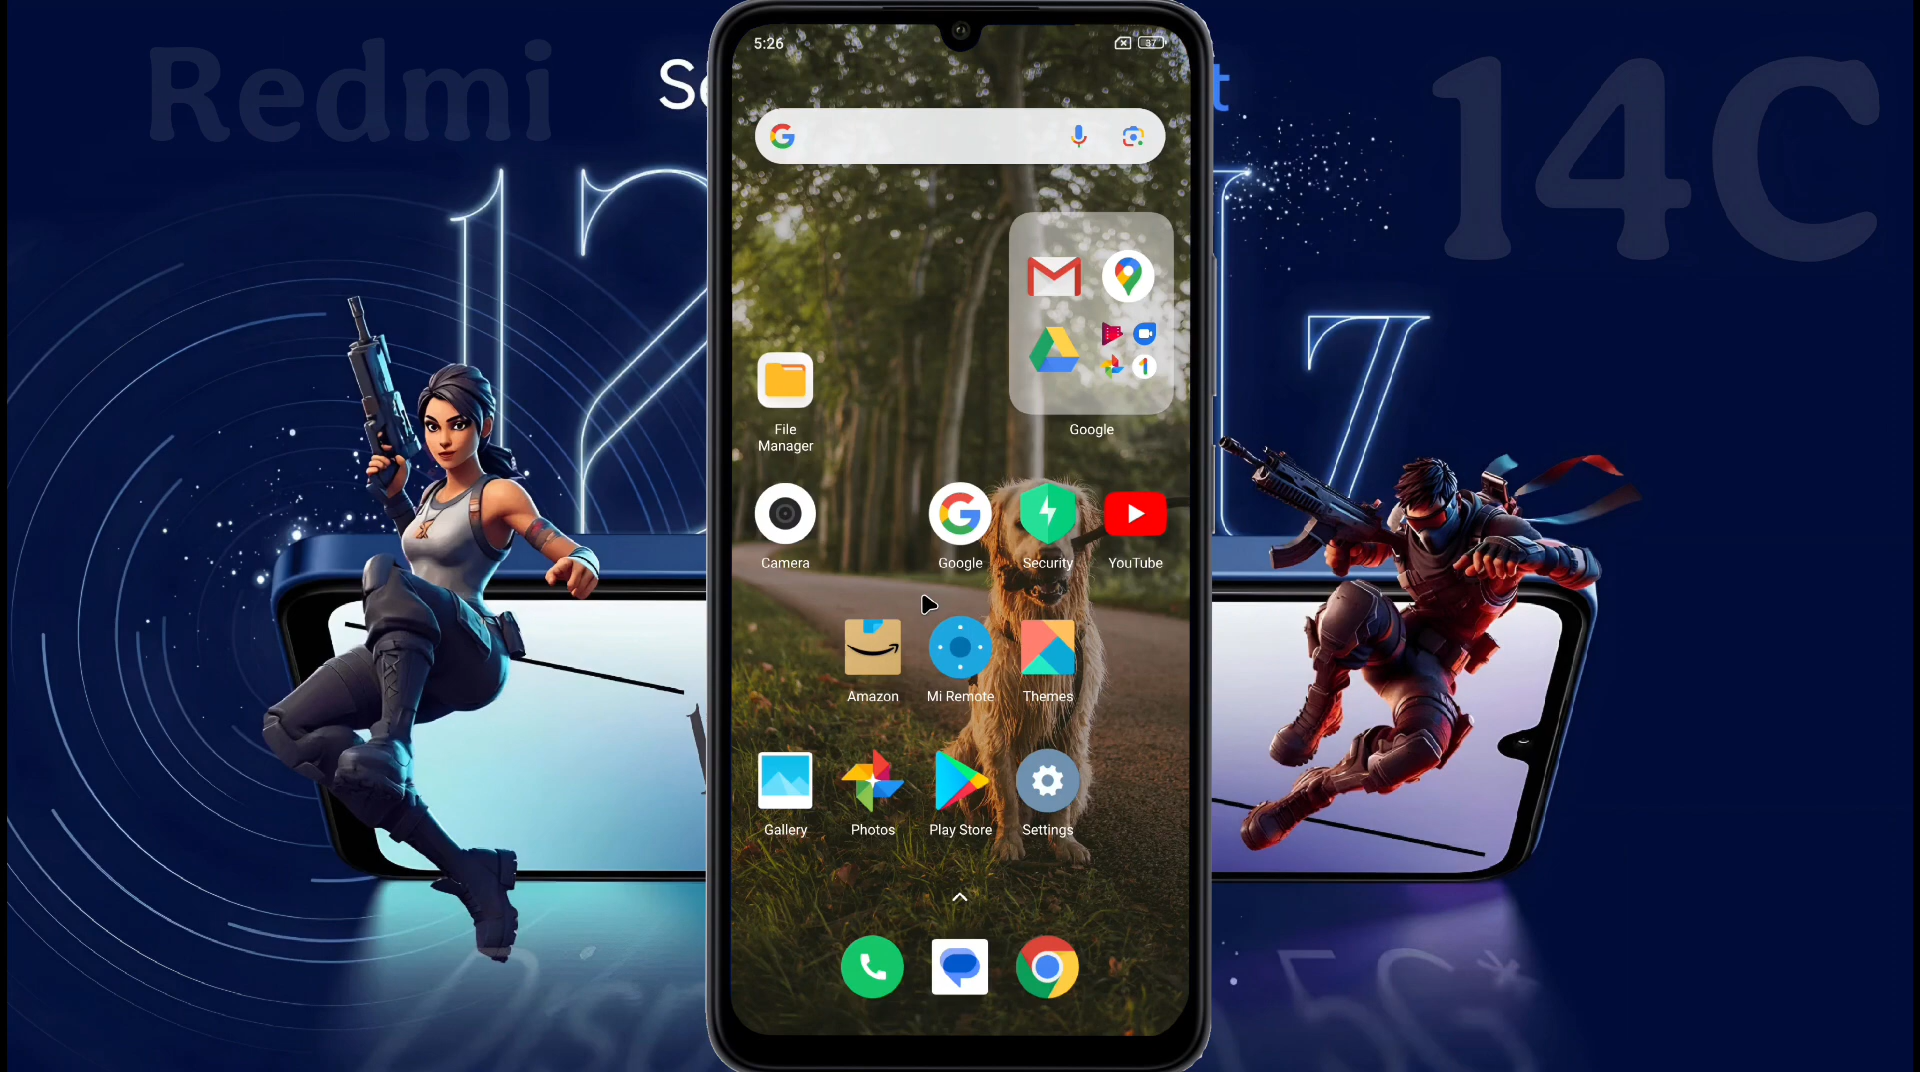 Redmi
14C
5:26
37
Google
File
Manager
Camera
Google
Security
YouTube
Amazon
Mi Remote
Themes
Gallery
Photos
Play Store
Settings